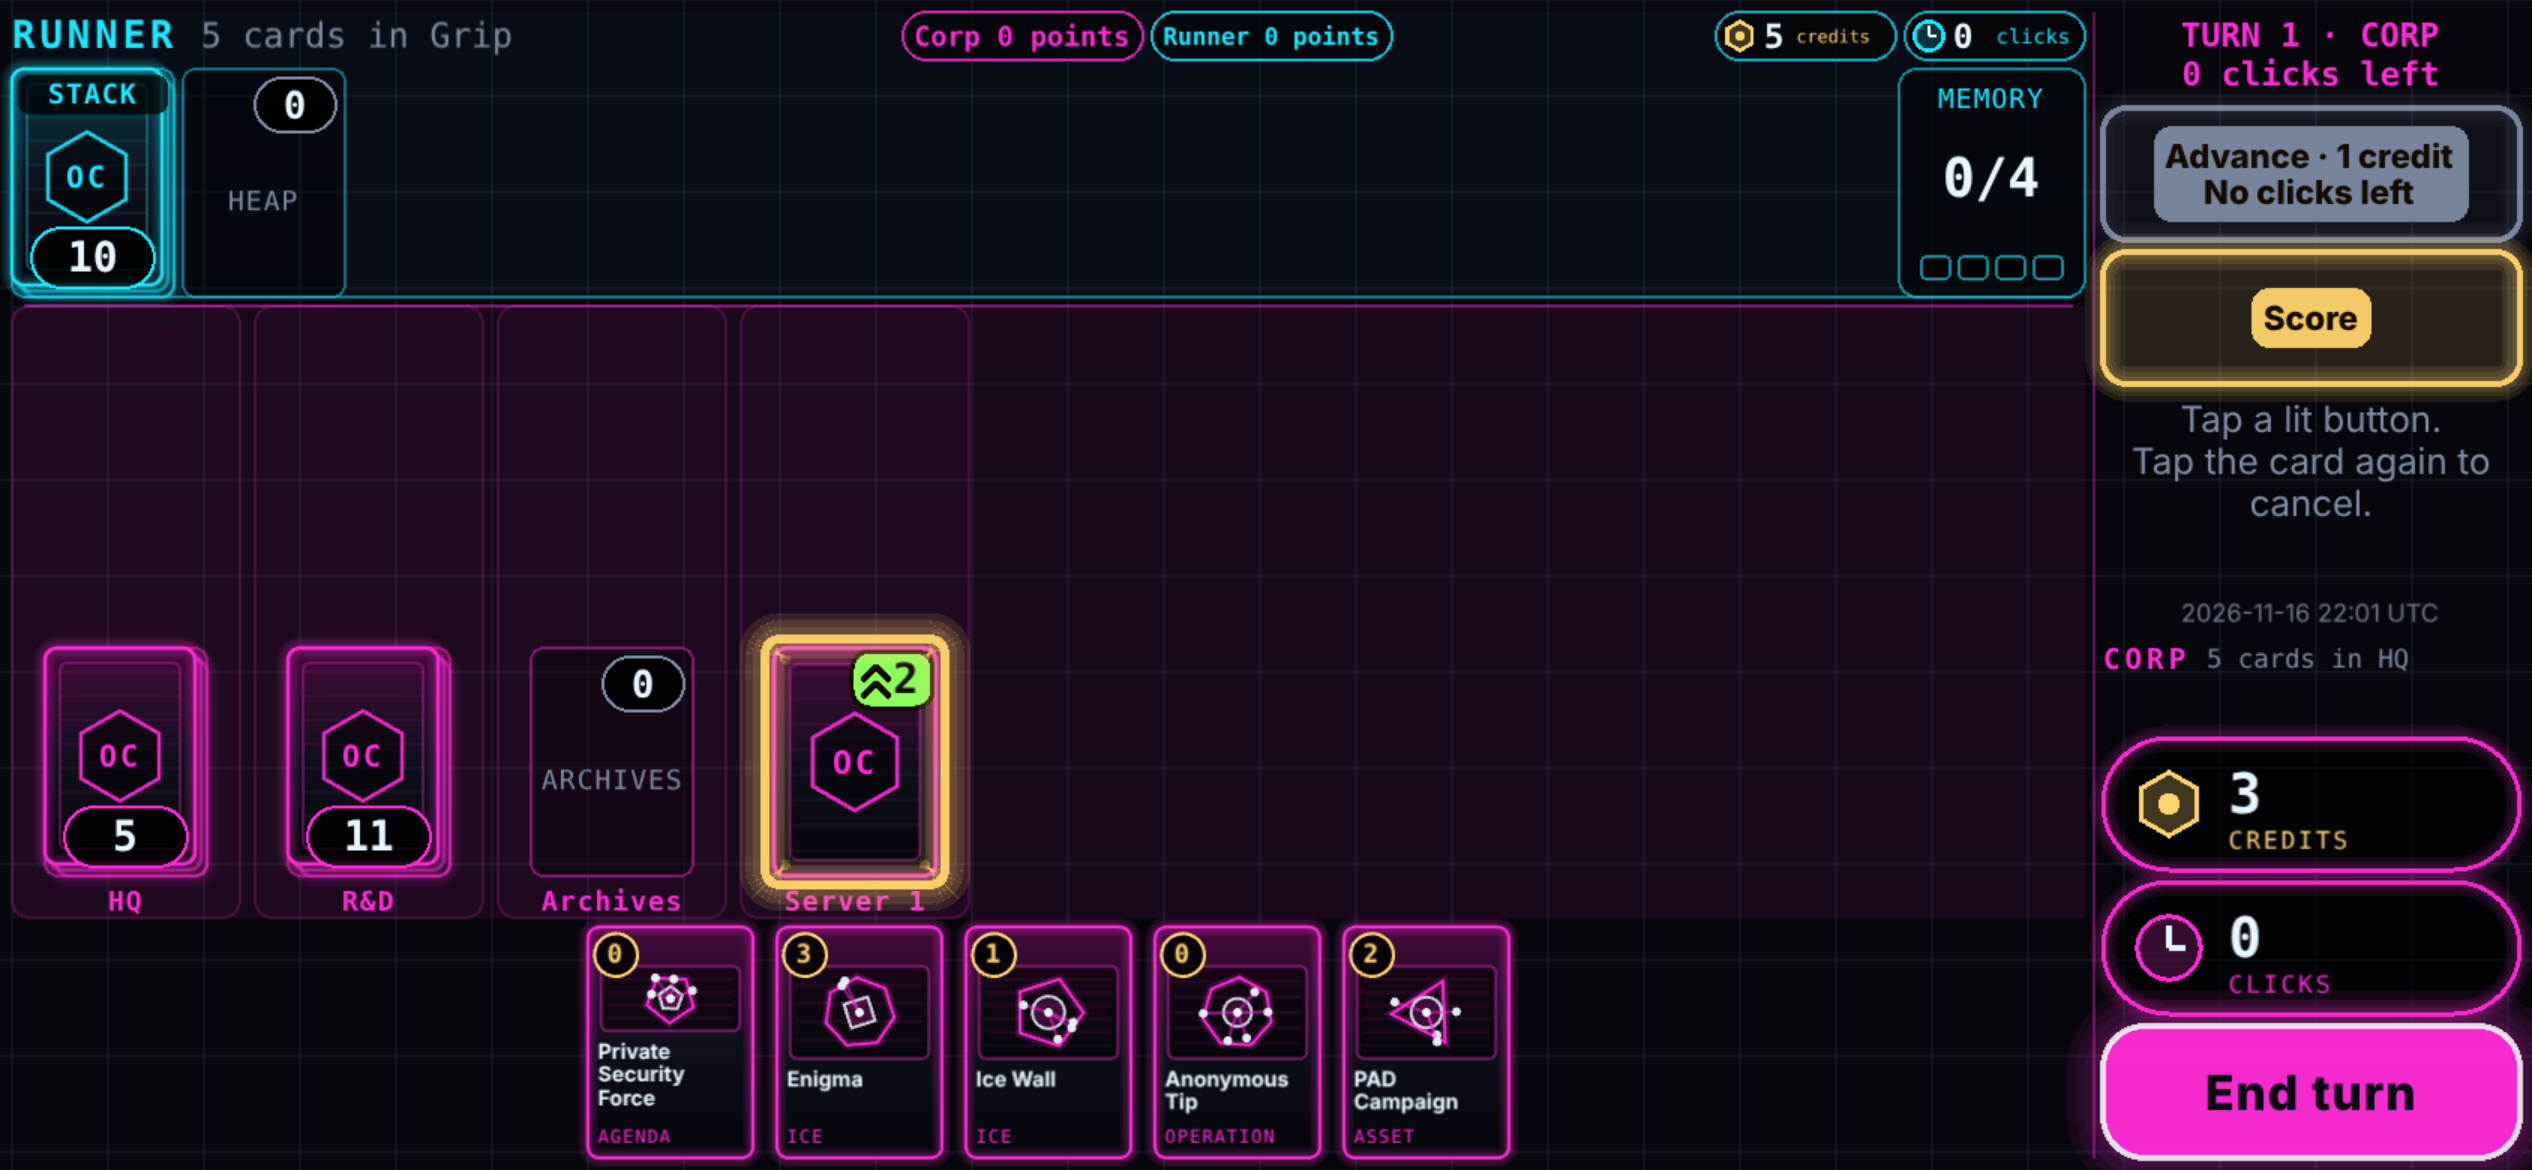 RUNNER 5 cards in Grip
Corp 0 points
Runner 0 points
5 credits
0 clicks
STACK
OC
10
0
HEAP
MEMORY
0/4
TURN 1 · CORP
0 clicks left
Advance · 1 credit
No clicks left
Score
Tap a lit button.
Tap the card again to
cancel.
2026-11-16 22:01 UTC
CORP 5 cards in HQ
OC
5
HQ
OC
11
R&D
0
ARCHIVES
Archives
2
OC
Server 1
3
CREDITS
0
CLICKS
End turn
0
Private
Security
Force
AGENDA
3
Enigma
ICE
1
Ice Wall
ICE
0
Anonymous
Tip
OPERATION
2
PAD
Campaign
ASSET